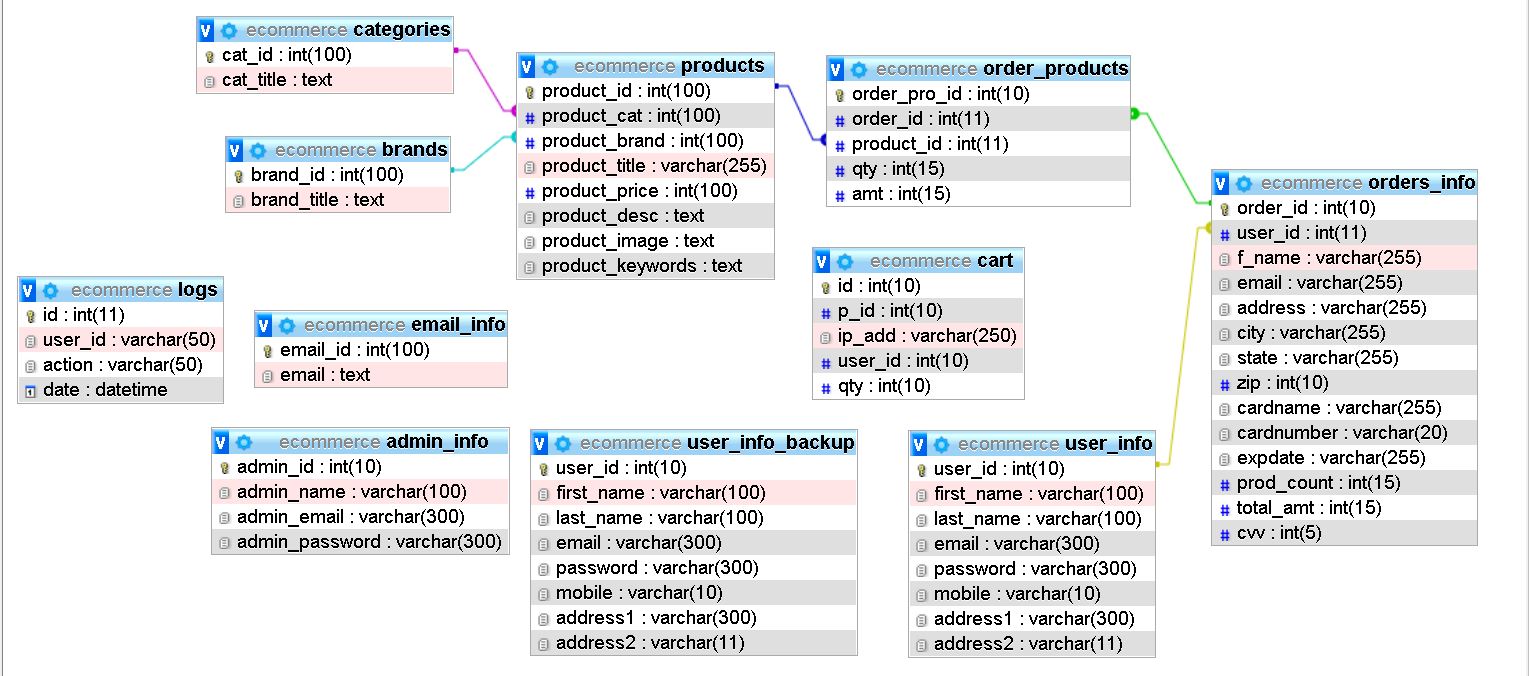 V ecommerce categories
cat_id : int(100)
cat_title : text
V ecommerce brands
brand_id : int(100)
brand_title : text
V ecommerce products
product_id : int(100)
# product_cat : int(100)
# product_brand : int(100)
product_title : varchar(255)
# product_price : int(100)
product_desc : text
product_image : text
product_keywords : text
V ecommerce order_products
order_pro_id : int(10)
# order_id : int(11)
# product_id : int(11)
# qty : int(15)
# amt : int(15)
V ecommerce orders_info
order_id : int(10)
# user_id : int(11)
f_name : varchar(255)
email : varchar(255)
address : varchar(255)
city : varchar(255)
state : varchar(255)
# zip : int(10)
cardname : varchar(255)
cardnumber : varchar(20)
expdate : varchar(255)
# prod_count : int(15)
# total_amt : int(15)
# cvv : int(5)
V ecommerce cart
id : int(10)
# p_id : int(10)
ip_add : varchar(250)
# user_id : int(10)
# qty : int(10)
V ecommerce logs
id : int(11)
user_id : varchar(50)
action : varchar(50)
date : datetime
V ecommerce email_info
email_id : int(100)
email : text
V ecommerce admin_info
admin_id : int(10)
admin_name : varchar(100)
admin_email : varchar(300)
admin_password : varchar(300)
V ecommerce user_info_backup
user_id : int(10)
first_name : varchar(100)
last_name : varchar(100)
email : varchar(300)
password : varchar(300)
mobile : varchar(10)
address1 : varchar(300)
address2 : varchar(11)
V ecommerce user_info
user_id : int(10)
first_name : varchar(100)
last_name : varchar(100)
email : varchar(300)
password : varchar(300)
mobile : varchar(10)
address1 : varchar(300)
address2 : varchar(11)